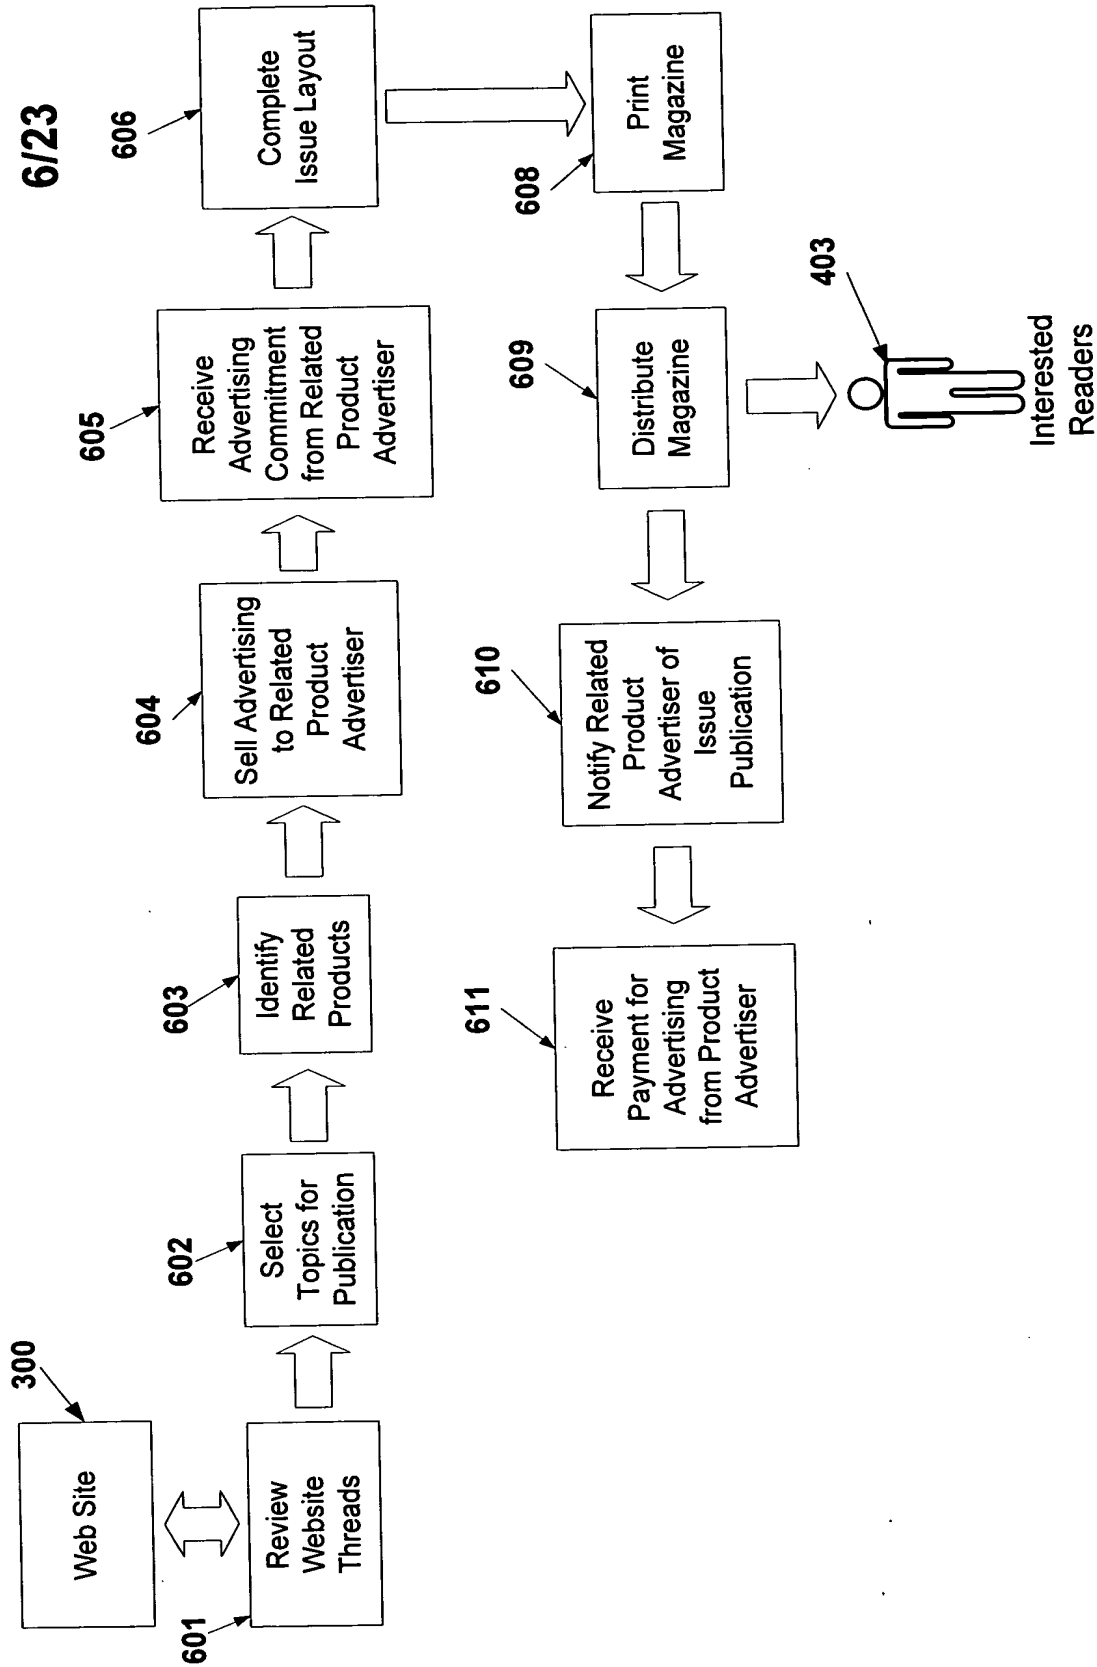 6/23
300
Web Site
601
Review
Website
Threads
602
Select
Topics for
Publication
603
Identify
Related
Products
604
Sell Advertising
to Related
Product
Advertiser
605
Receive
Advertising
Commitment
from Related
Product
Advertiser
606
Complete
Issue Layout
608
Print
Magazine
609
Distribute
Magazine
403
Interested
Readers
610
Notify Related
Product
Advertiser of
Issue
Publication
611
Receive
Payment for
Advertising
from Product
Advertiser